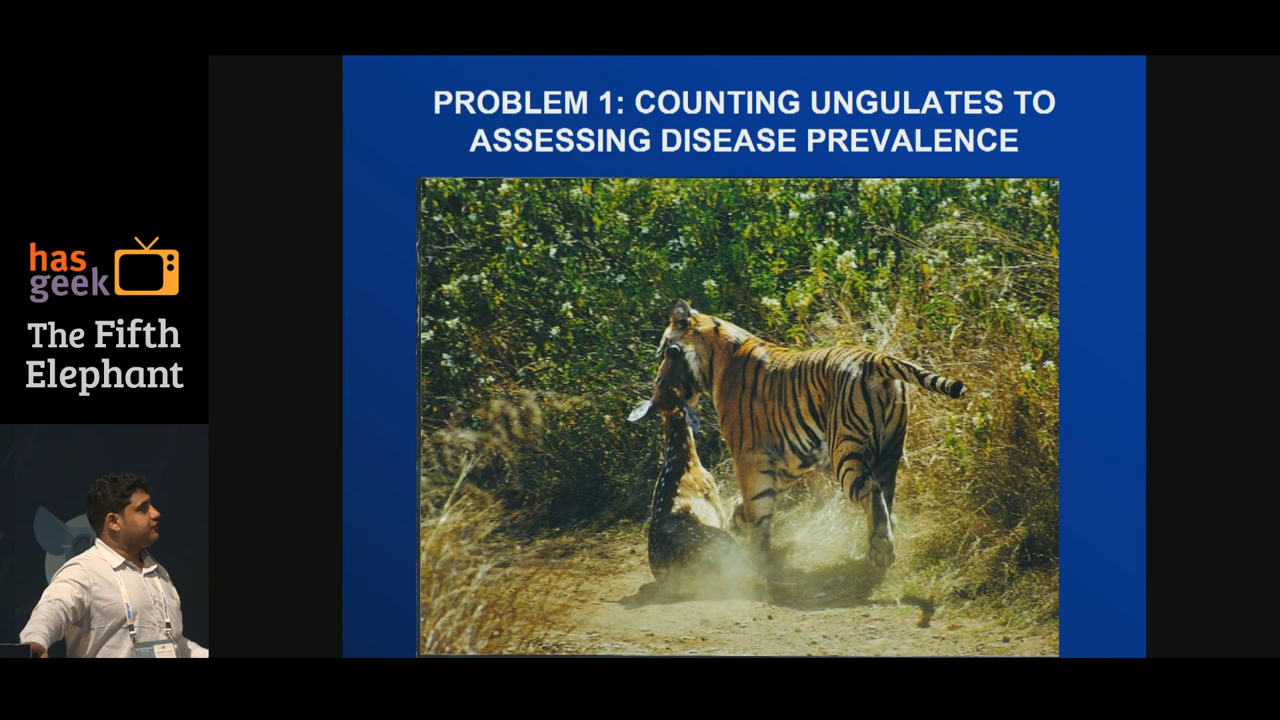 PROBLEM 1: COUNTING UNGULATES TO
ASSESSING DISEASE PREVALENCE
has
geek
The Fifth
Elephant